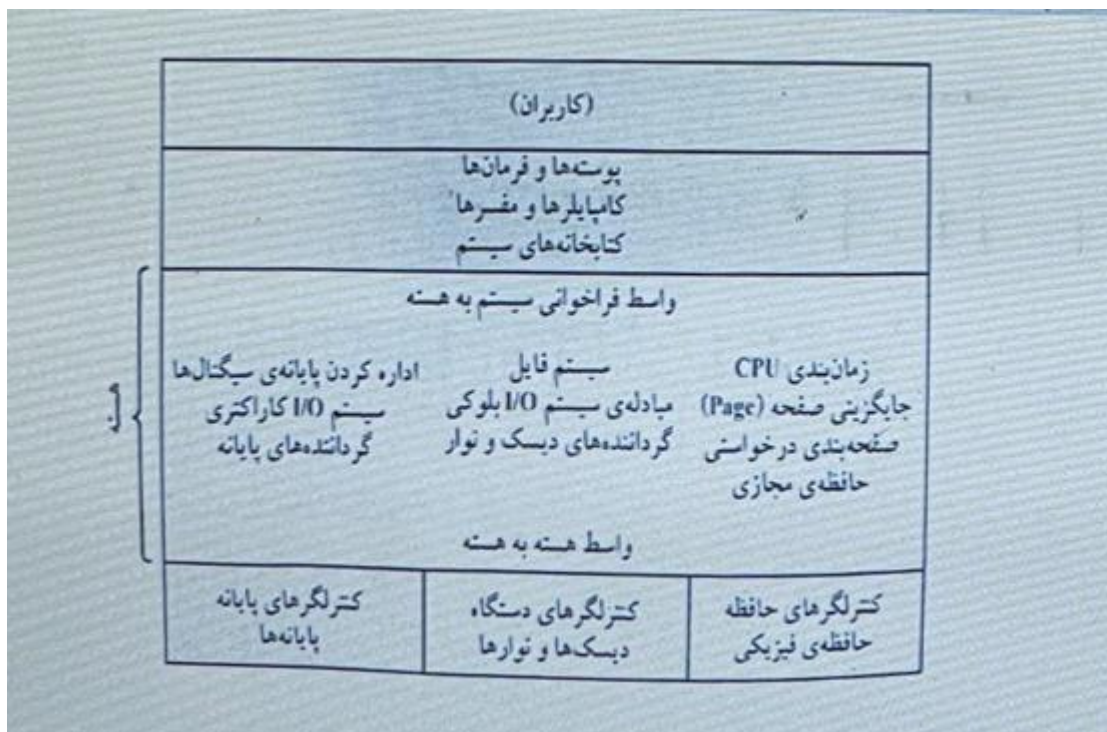 (کاربران)
پوسته‌ها و فرمان‌ها
کامپایلرها و مفسرها
کتابخانه‌های سیستم
واسط فراخوانی سیستم به هسته
زمان‌بندی CPU
جایگزینی صفحه (Page)
صفحه‌بندی درخواستی
حافظه‌ی مجازی
سیستم فایل
مبادله‌ی سیستم I/O بلوکی
گرداننده‌های دیسک و نوار
اداره کردن پایانه‌ی سیگنال‌ها
سیستم I/O کاراکتری
گرداننده‌های پایانه
هسته
واسط هسته به هسته
کنترلگرهای حافظه
حافظه‌ی فیزیکی
کنترلگرهای دستگاه
دیسک‌ها و نوارها
کنترلگرهای پایانه
پایانه‌ها